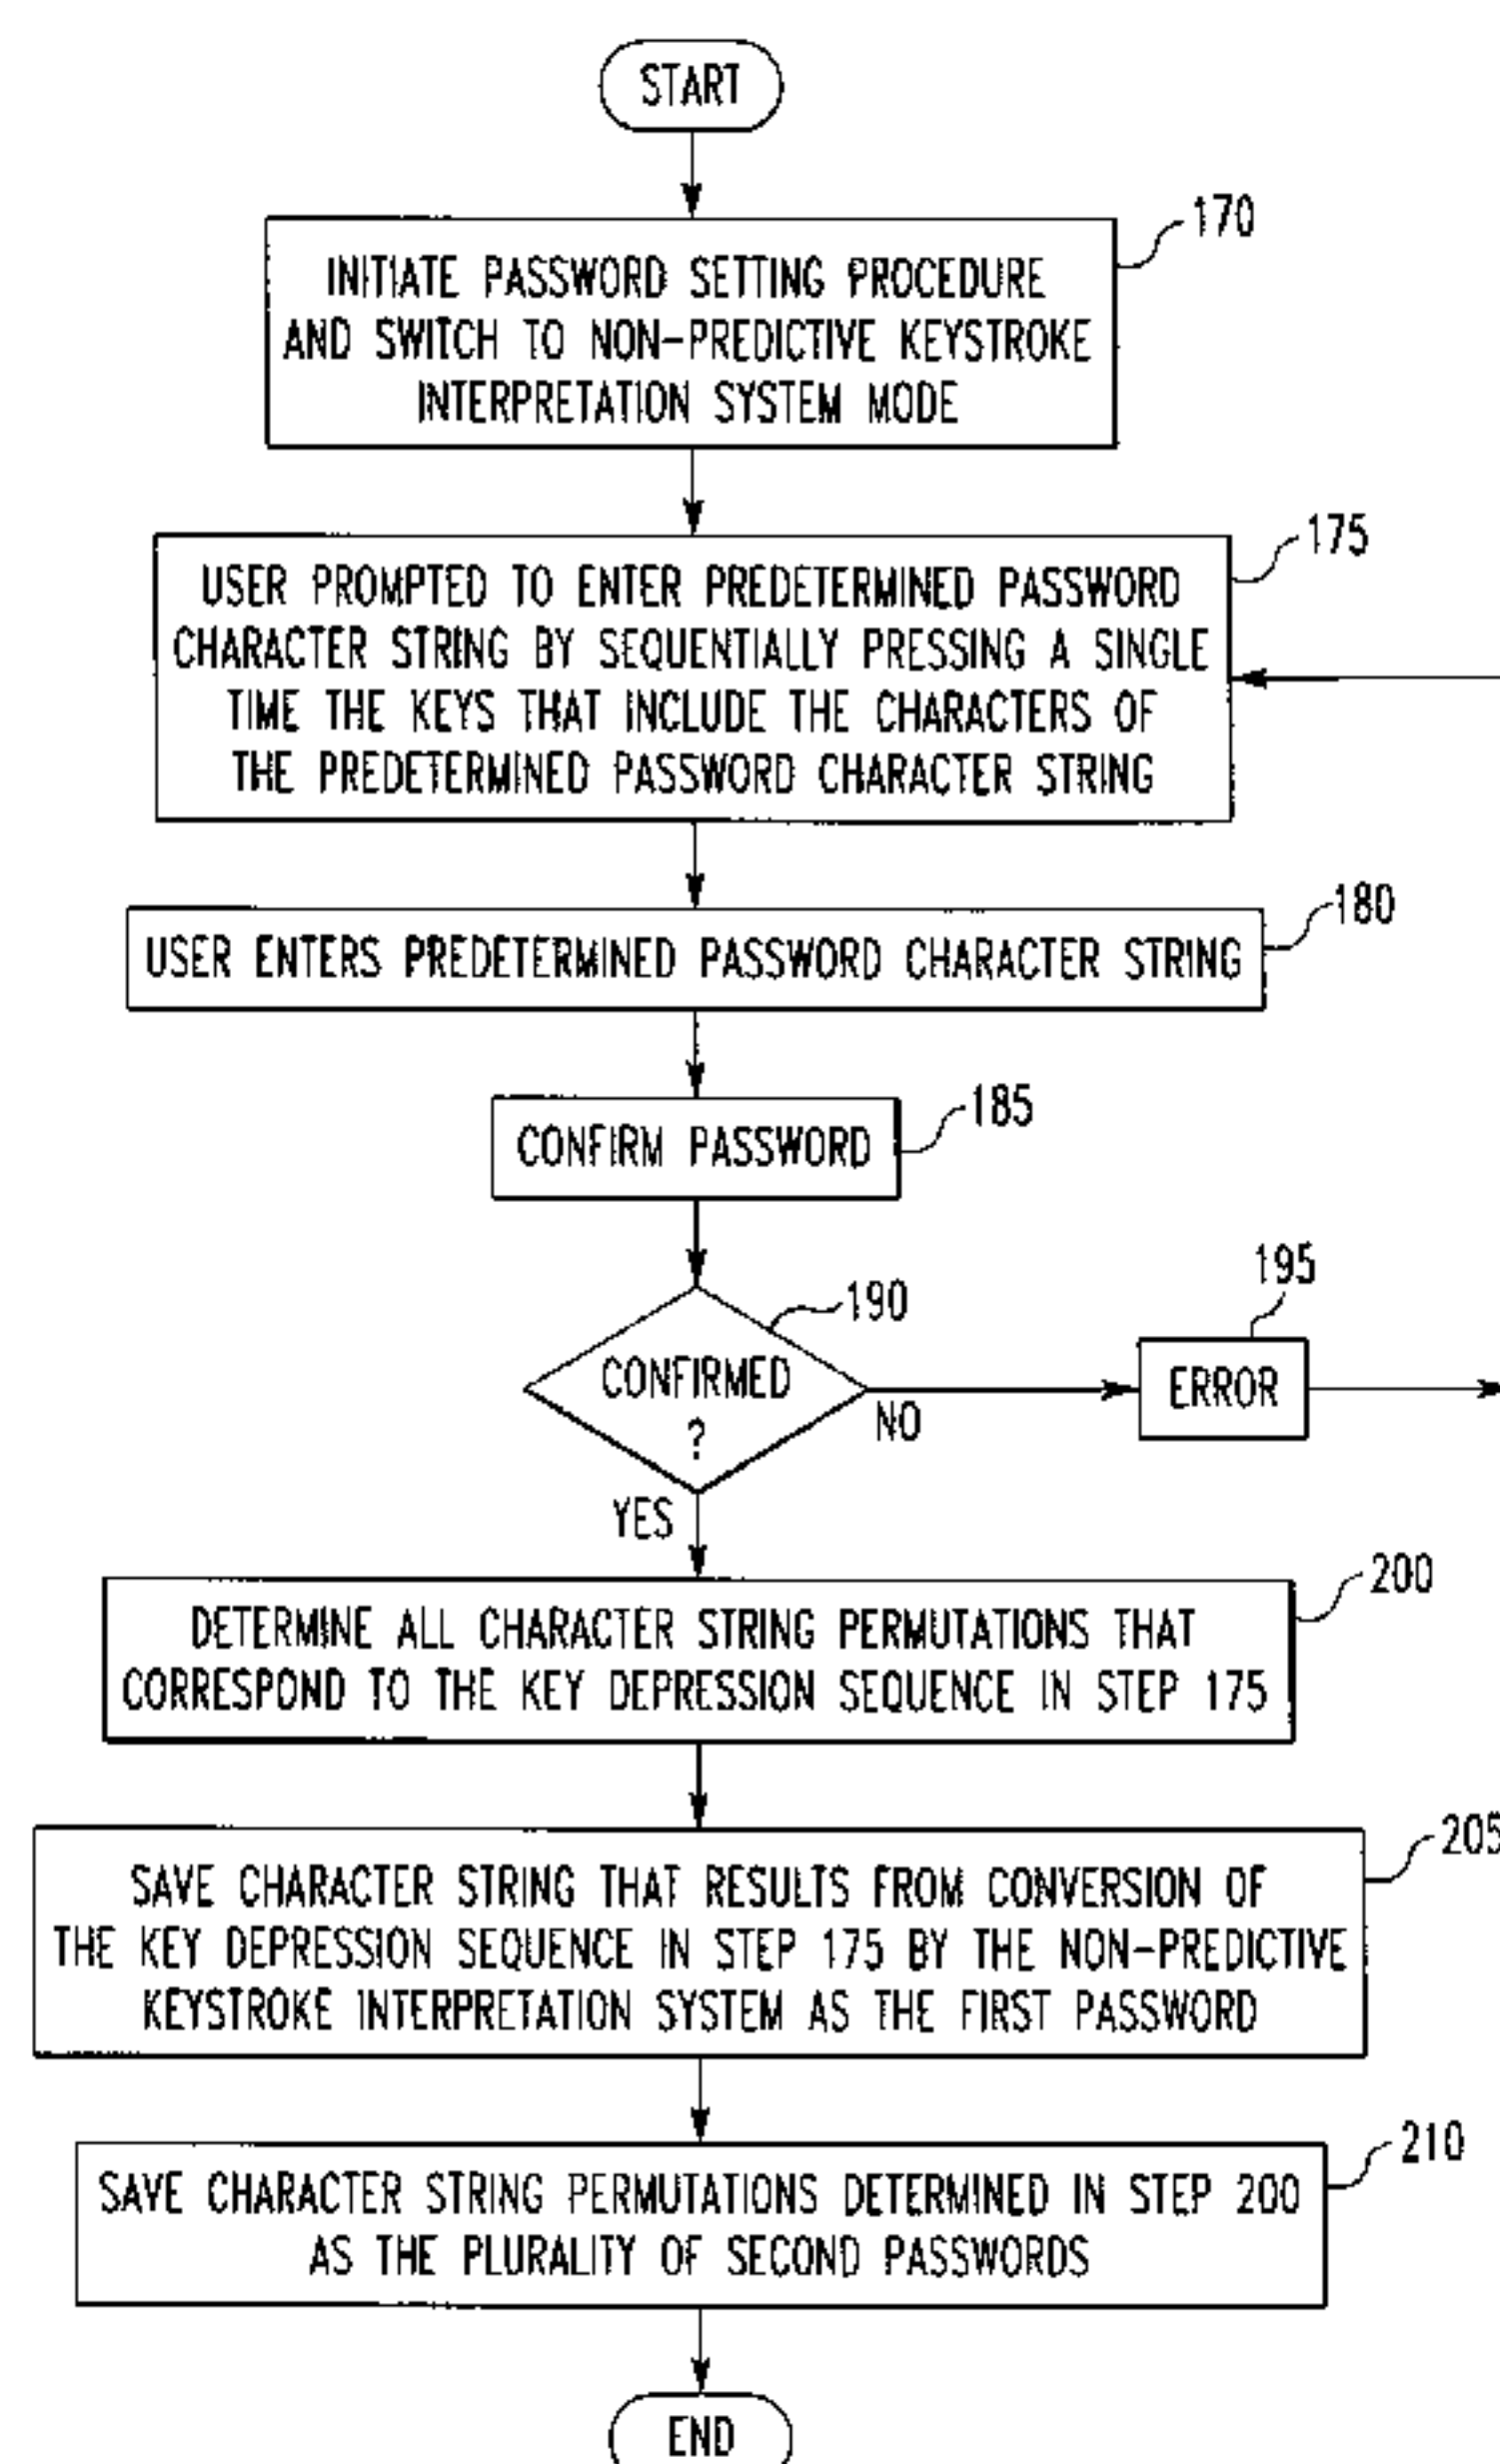 START
170
INITIATE PASSWORD SETTING PROCEDURE
AND SWITCH TO NON-PREDICTIVE KEYSTROKE
INTERPRETATION SYSTEM MODE
175
USER PROMPTED TO ENTER PREDETERMINED PASSWORD
CHARACTER STRING BY SEQUENTIALLY PRESSING A SINGLE
TIME THE KEYS THAT INCLUDE THE CHARACTERS OF
THE PREDETERMINED PASSWORD CHARACTER STRING
180
USER ENTERS PREDETERMINED PASSWORD CHARACTER STRING
185
CONFIRM PASSWORD
190
CONFIRMED
?
NO
195
ERROR
YES
200
DETERMINE ALL CHARACTER STRING PERMUTATIONS THAT
CORRESPOND TO THE KEY DEPRESSION SEQUENCE IN STEP 175
205
SAVE CHARACTER STRING THAT RESULTS FROM CONVERSION OF
THE KEY DEPRESSION SEQUENCE IN STEP 175 BY THE NON-PREDICTIVE
KEYSTROKE INTERPRETATION SYSTEM AS THE FIRST PASSWORD
210
SAVE CHARACTER STRING PERMUTATIONS DETERMINED IN STEP 200
AS THE PLURALITY OF SECOND PASSWORDS
END